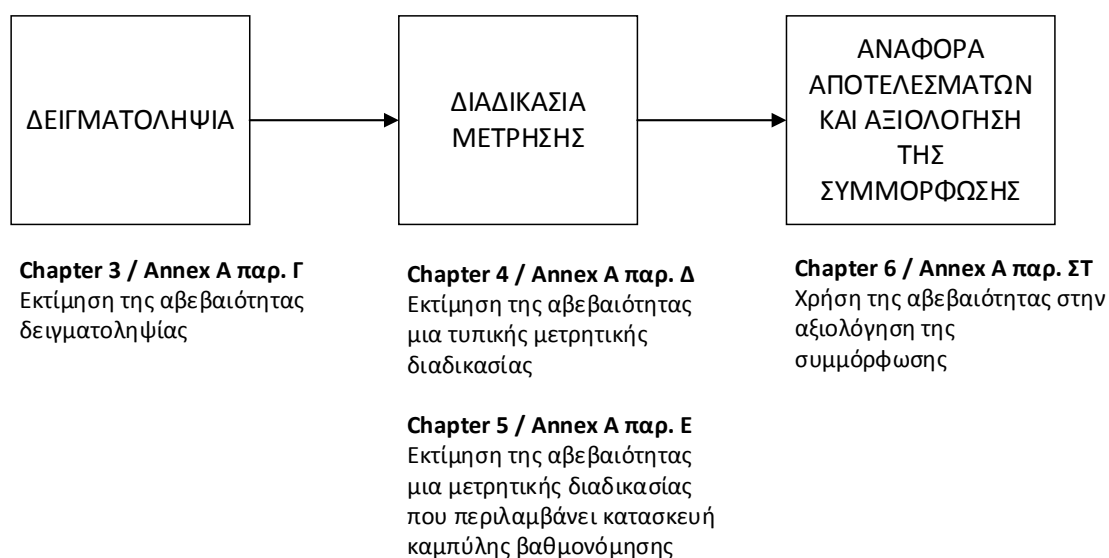 ΔΕΙΓΜΑΤΟΛΗΨΙΑ
ΔΙΑΔΙΚΑΣΙΑ
ΜΕΤΡΗΣΗΣ
ΑΝΑΦΟΡΑ
ΑΠΟΤΕΛΕΣΜΑΤΩΝ
ΚΑΙ ΑΞΙΟΛΟΓΗΣΗ
ΤΗΣ
ΣΥΜΜΟΡΦΩΣΗΣ
Chapter 3 / Annex A παρ. Γ
Εκτίμηση της αβεβαιότητας
δειγματοληψίας
Chapter 4 / Annex A παρ. Δ
Εκτίμηση της αβεβαιότητας
μια τυπικής μετρητικής
διαδικασίας
Chapter 5 / Annex A παρ. Ε
Εκτίμηση της αβεβαιότητας
μια μετρητικής διαδικασίας
που περιλαμβάνει κατασκευή
καμπύλης βαθμονόμησης
Chapter 6 / Annex A παρ. ΣΤ
Χρήση της αβεβαιότητας στην
αξιολόγηση της
συμμόρφωσης